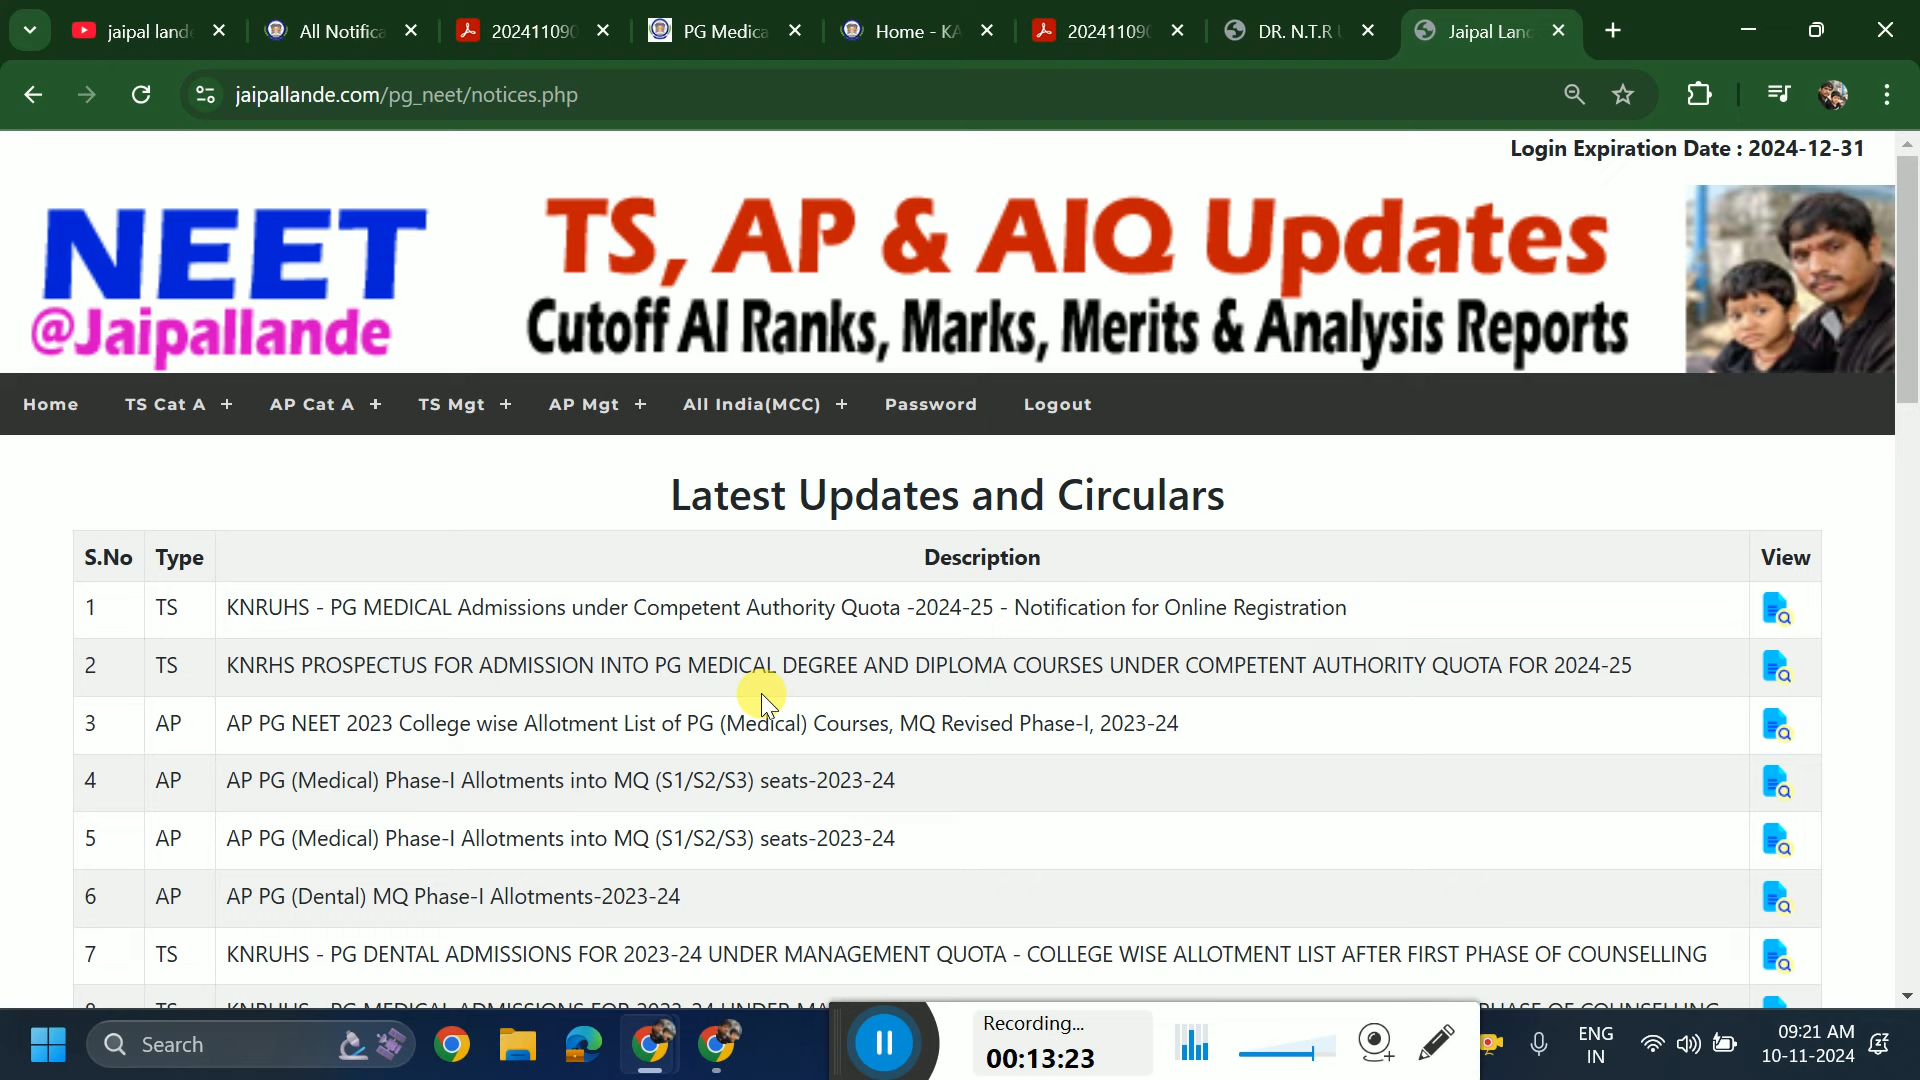 jaipal land
All Notifica
202411090
PG Medica
Home - KA
202411090
DR. N.T.R
Jaipal Lan
jaipallande.com/pg_neet/notices.php
Login Expiration Date : 2024-12-31
NEET
@Jaipallande
TS, AP & AIQ Updates
Cutoff AI Ranks, Marks, Merits & Analysis Reports
Home TS Cat A + AP Cat A + TS Mgt + AP Mgt + All India(MCC) + Password Logout
Latest Updates and Circulars
S.No Type Description View
1 TS KNRUHS - PG MEDICAL Admissions under Competent Authority Quota -2024-25 - Notification for Online Registration
2 TS KNRHS PROSPECTUS FOR ADMISSION INTO PG MEDICAL DEGREE AND DIPLOMA COURSES UNDER COMPETENT AUTHORITY QUOTA FOR 2024-25
3 AP AP PG NEET 2023 College wise Allotment List of PG (Medical) Courses, MQ Revised Phase-I, 2023-24
4 AP AP PG (Medical) Phase-I Allotments into MQ (S1/S2/S3) seats-2023-24
5 AP AP PG (Medical) Phase-I Allotments into MQ (S1/S2/S3) seats-2023-24
6 AP AP PG (Dental) MQ Phase-I Allotments-2023-24
7 TS KNRUHS - PG DENTAL ADMISSIONS FOR 2023-24 UNDER MANAGEMENT QUOTA - COLLEGE WISE ALLOTMENT LIST AFTER FIRST PHASE OF COUNSELLING
Search
Recording...
00:13:23
ENG
IN
09:21 AM
10-11-2024